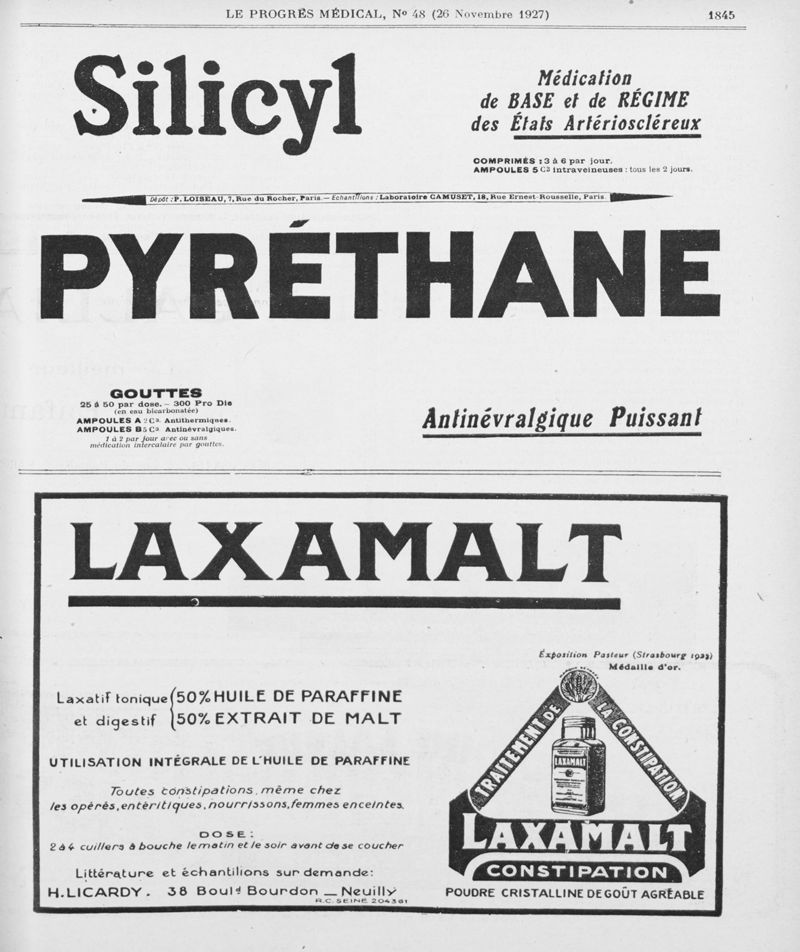 LE PROGRÈS MÉDICAL, No 48 (26 Novembre 1927) 1845
Silicyl
Médication
de BASE et de RÉGIME
des États Artérioscléreux
COMPRIMÉS : 3 à 6 par jour.
AMPOULES 5 C3 intraveineuses : tous les 2 jours.
Dépôt : P. LOISEAU, 7, Rue du Rocher, Paris. — Echantillons : Laboratoire CAMUSET, 18, Rue Ernest-Rousselle, Paris
PYRÉTHANE
GOUTTES
25 à 50 par dose. – 300 Pro Die
(en eau bicarbonatée)
AMPOULES A 2 C3. Antithermiques.
AMPOULES B 5 C3. Antinévralgiques.
1 à 2 par jour avec ou sans
médication intercalaire par gouttes.
Antinévralgique Puissant
LAXAMALT
Exposition Pasteur (Strasbourg 1923)
Médaille d'or.
Laxatif tonique
et digestif
50% HUILE DE PARAFFINE
50% EXTRAIT DE MALT
UTILISATION INTÉGRALE DE L'HUILE DE PARAFFINE
Toutes constipations, même chez
les opérés, entéritiques, nourrissons, femmes enceintes.
DOSE :
2 à 4 cuillers à bouche le matin et le soir avant de se coucher
Littérature et échantillons sur demande :
H. LICARDY. 38 Boulᵈ Bourdon — Neuilly
R.C. SEINE 204361
TRAITEMENT DE
LA CONSTIPATION
LAXAMALT
LAXAMALT
CONSTIPATION
POUDRE CRISTALLINE DE GOÛT AGRÉABLE